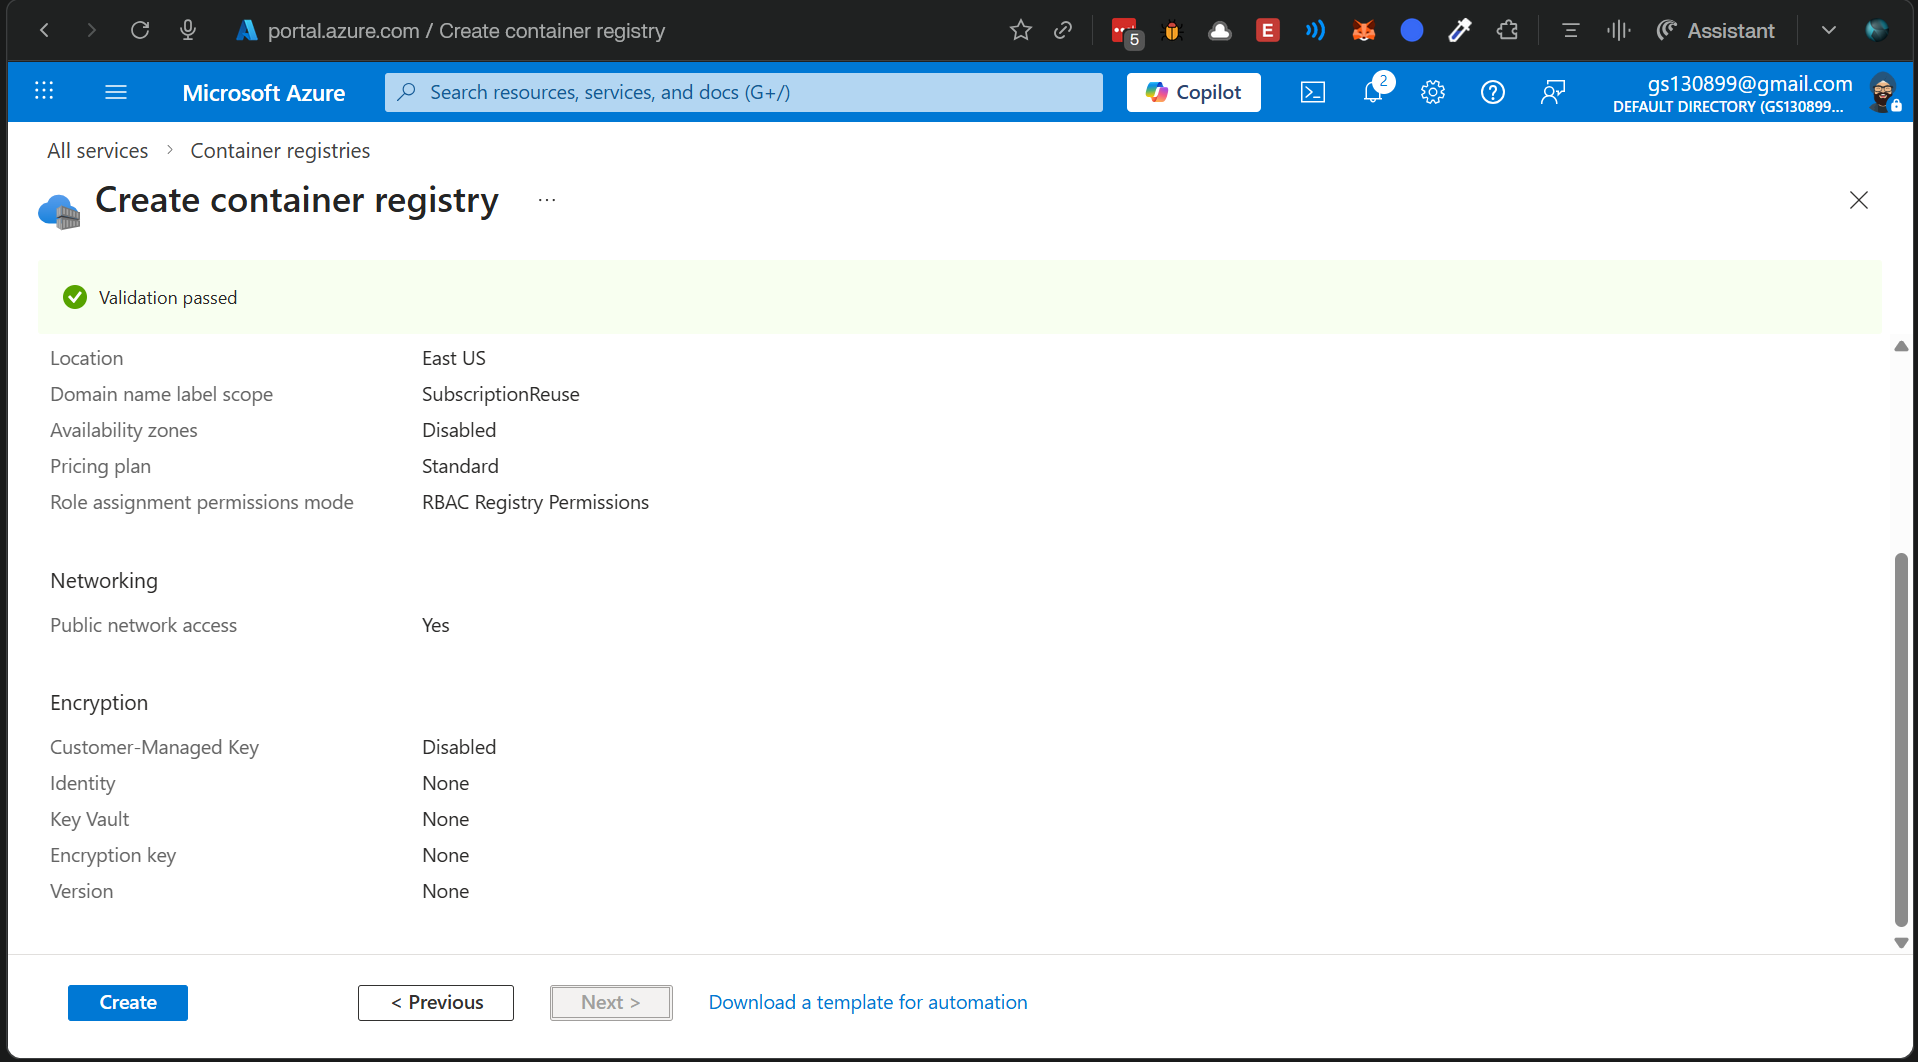 portal.azure.com / Create container registry
5
E
Assistant
Microsoft Azure
Search resources, services, and docs (G+/)
Copilot
2
gs130899@gmail.com
DEFAULT DIRECTORY (GS130899...
All services > Container registries
Create container registry ...
Validation passed
Location East US
Domain name label scope SubscriptionReuse
Availability zones Disabled
Pricing plan Standard
Role assignment permissions mode RBAC Registry Permissions
Networking
Public network access Yes
Encryption
Customer-Managed Key Disabled
Identity None
Key Vault None
Encryption key None
Version None
Create < Previous Next > Download a template for automation